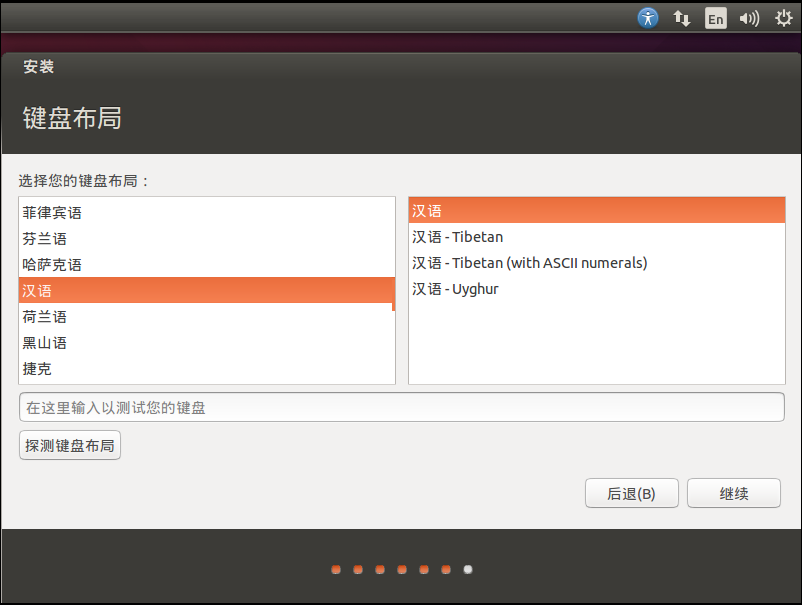 En
安装
键盘布局
选择您的键盘布局：
菲律宾语
芬兰语
哈萨克语
汉语
荷兰语
黑山语
捷克
汉语
汉语 - Tibetan
汉语 - Tibetan (with ASCII numerals)
汉语 - Uyghur
在这里输入以测试您的键盘
探测键盘布局
后退(B)
继续